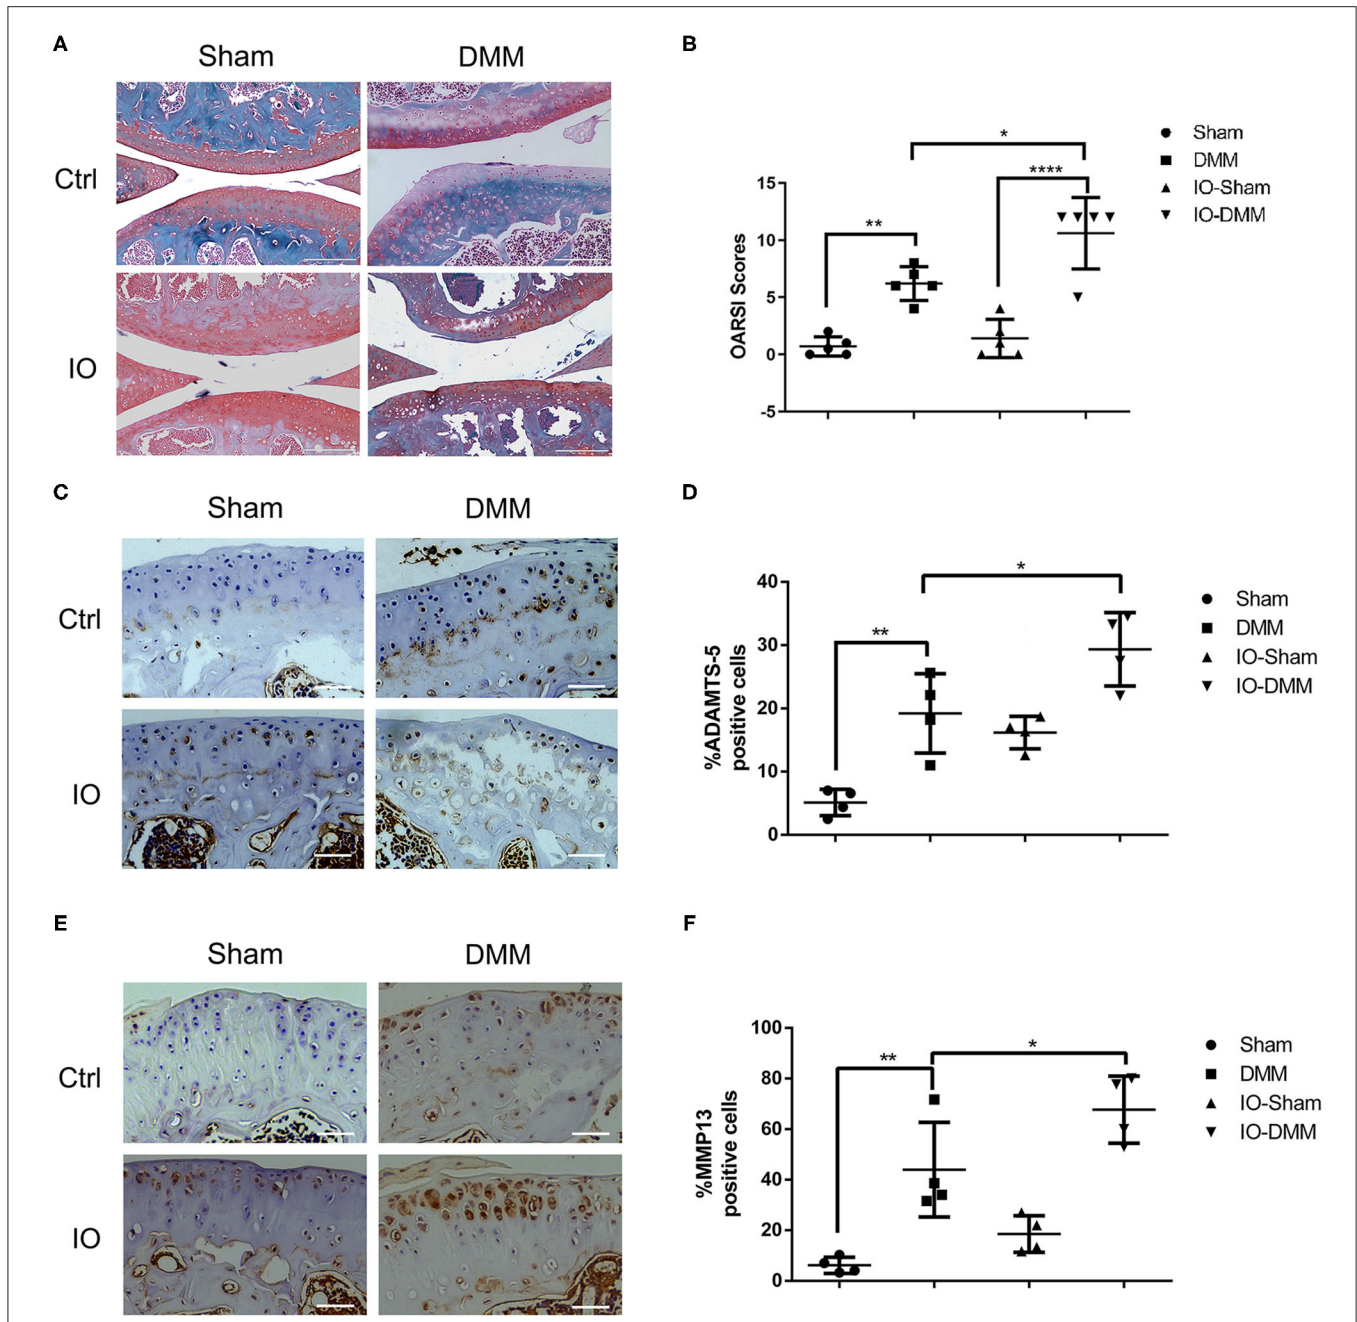 A
Sham DMM
Ctrl
IO
B
OARSI Scores
15
10
5
0
-5
**
*
****
Sham
DMM
IO-Sham
IO-DMM
C
Sham DMM
Ctrl
IO
D
%ADAMTS-5
positive cells
40
30
20
10
0
**
*
Sham
DMM
IO-Sham
IO-DMM
E
Sham DMM
Ctrl
IO
F
%MMP13
positive cells
100
80
60
40
20
0
**
*
Sham
DMM
IO-Sham
IO-DMM